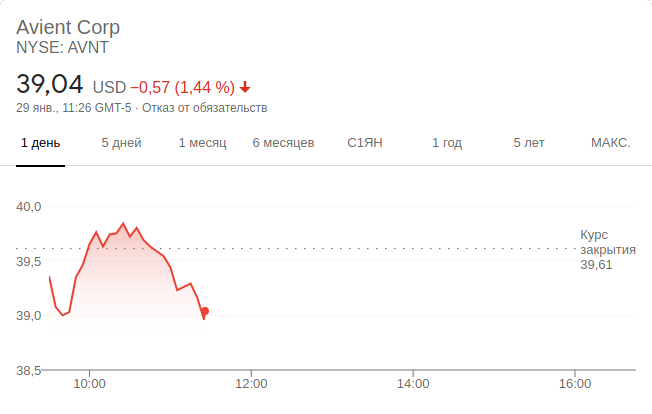 Avient Corp
NYSE: AVNT
39,04 USD −0,57 (1,44 %)
29 янв., 11:26 GMT-5 · Отказ от обязательств
1 день 5 дней 1 месяц 6 месяцев С1ЯН 1 год 5 лет МАКС.
40,0
39,5
39,0
38,5
Курс
закрытия
39,61
10:00 12:00 14:00 16:00